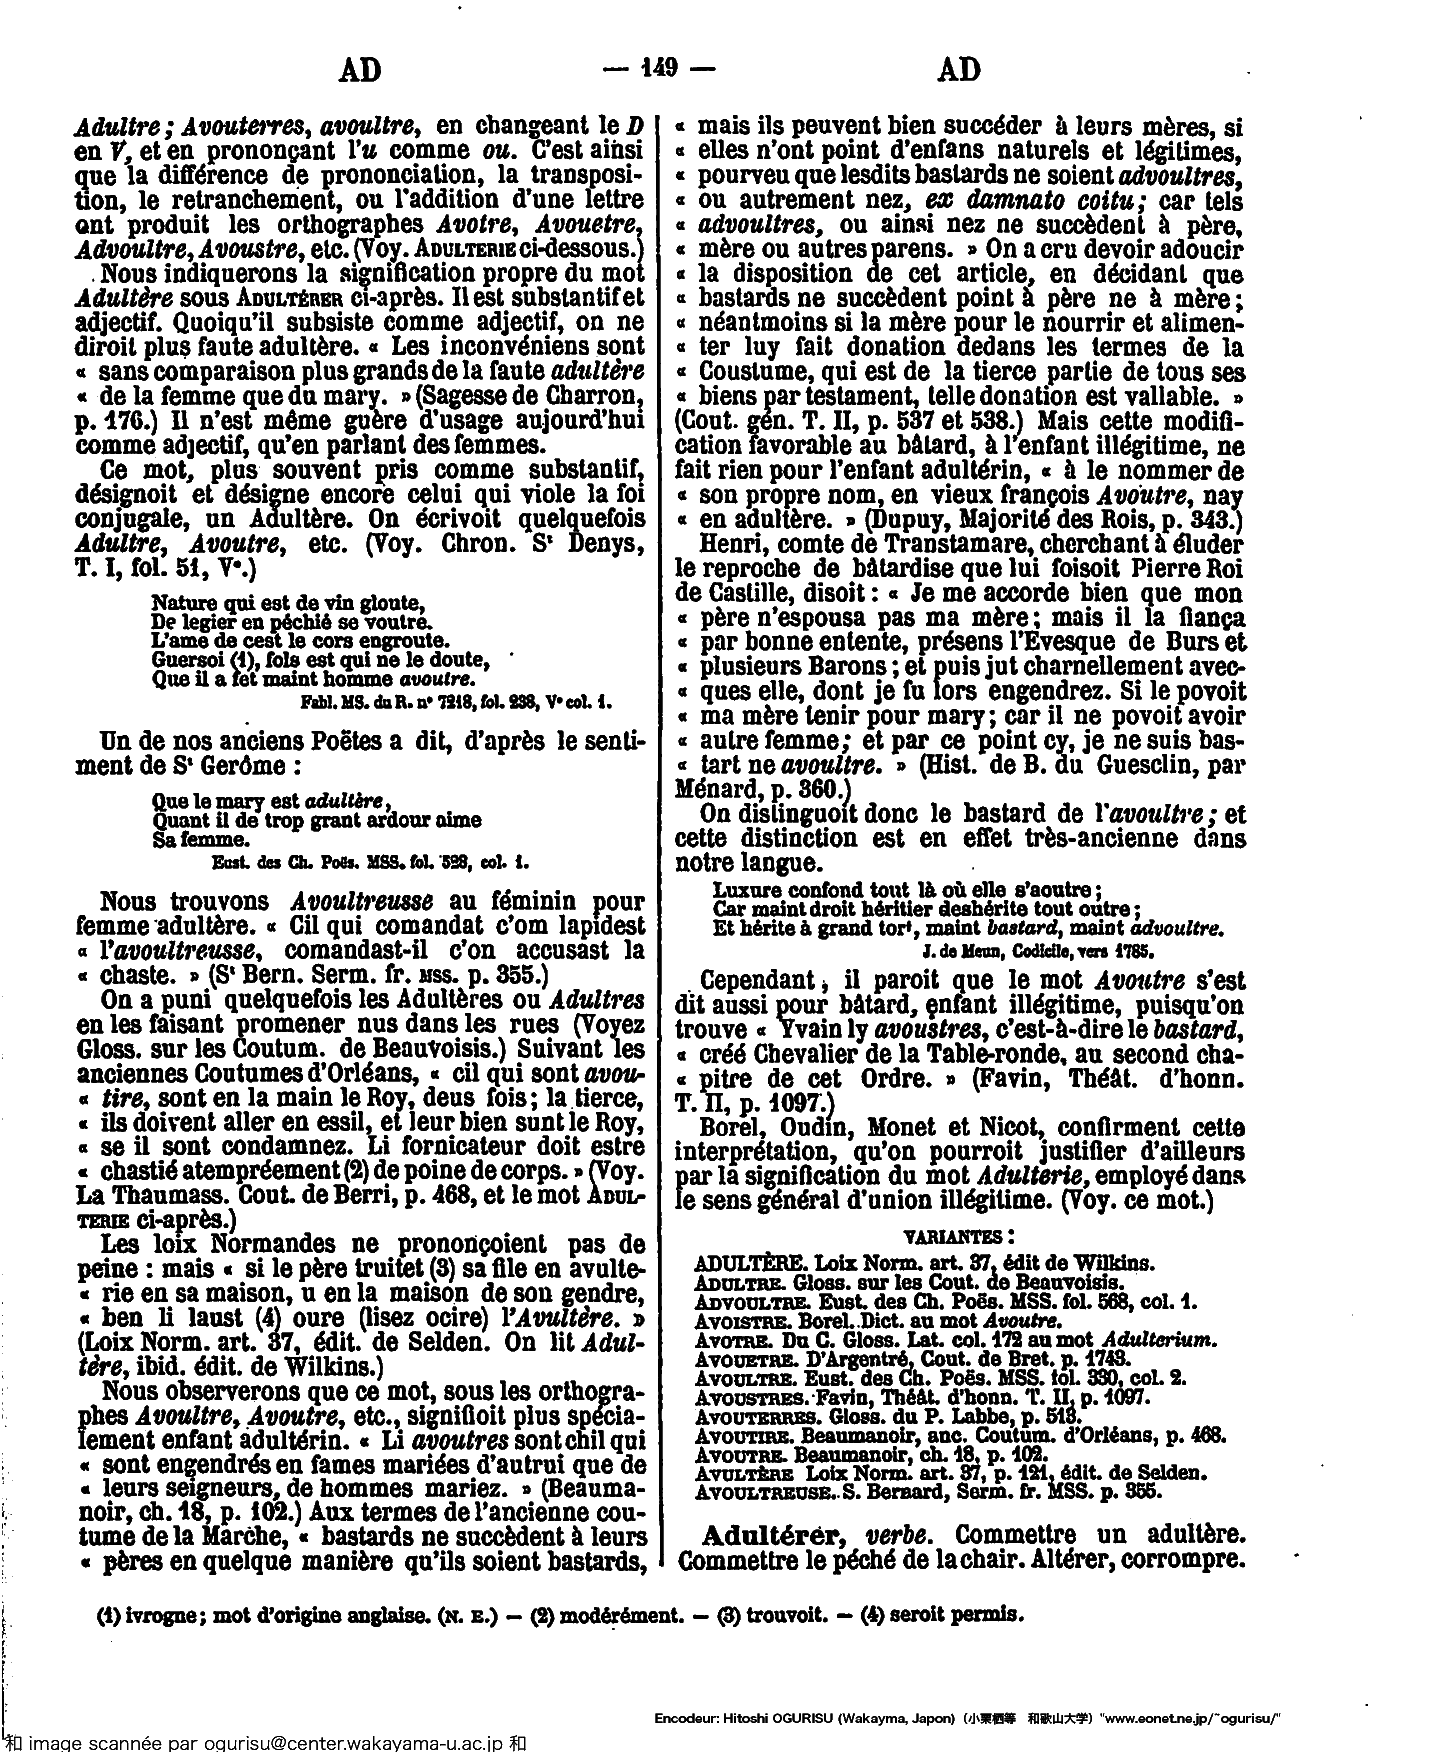 AD — 149 — AD
Adultre; Avouterres, avoultre, en changeant le D
en V, et en prononçant l'u comme ou. C'est ainsi
que la différence de prononciation, la transposi-
tion, le retranchement, ou l'addition d'une lettre
ont produit les orthographes Avotre, Avouetre,
Advoultre, Avoustre, etc. (Voy. ADULTERIE ci-dessous.)
Nous indiquerons la signification propre du mot
Adultère sous ADULTÉRER ci-après. Il est substantif et
adjectif. Quoiqu'il subsiste comme adjectif, on ne
diroit plus faute adultère. « Les inconvéniens sont
« sans comparaison plus grands de la faute adultère
« de la femme que du mary. » (Sagesse de Charron,
p. 176.) Il n'est même guère d'usage aujourd'hui
comme adjectif, qu'en parlant des femmes.
Ce mot, plus souvent pris comme substantif,
désignoit et désigne encore celui qui viole la foi
conjugale, un Adultère. On écrivoit quelquefois
Adultre, Avoutre, etc. (Voy. Chron. St Denys,
T. I, fol. 51, Vo.)
Nature qui est de vin gloute,
De legier en péchié se voutre.
L'ame de cest le cors engroute.
Guersoi (1), fols est qui ne le doute,
Que il a fet maint homme avoutre.
Fabl. MS. du R. no 7218, fol. 238, Vo col. 1.
Un de nos anciens Poëtes a dit, d'après le senti-
ment de St Gerôme :
Que le mary est adultère,
Quant il de trop grant ardour aime
Sa femme.
Eust. des Ch. Poës. MSS. fol. 528, col. 1.
Nous trouvons Avoultreusse au féminin pour
femme adultère. « Cil qui comandat c'om lapidest
« l'avoultreusse, comandast-il c'on accusast la
« chaste. » (St Bern. Serm. fr. MSS. p. 355.)
On a puni quelquefois les Adultères ou Adultres
en les faisant promener nus dans les rues (Voyez
Gloss. sur les Coutum. de Beauvoisis.) Suivant les
anciennes Coutumes d'Orléans, « cil qui sont avou-
« tire, sont en la main le Roy, deus fois; la tierce,
« ils doivent aller en essil, et leur bien sunt le Roy,
« se il sont condamnez. Li fornicateur doit estre
« chastié atempréement (2) de poine de corps. » (Voy.
La Thaumass. Cout. de Berri, p. 468, et le mot ADUL-
TERIE ci-après.)
Les loix Normandes ne prononçoient pas de
peine : mais « si le père truitet (3) sa file en avulte-
« rie en sa maison, u en la maison de son gendre,
« ben li laust (4) oure (lisez ocire) l'Avultère. »
(Loix Norm. art. 37, édit. de Selden. On lit Adul-
tère, ibid. édit. de Wilkins.)
Nous observerons que ce mot, sous les orthogra-
phes Avoultre, Avoutre, etc., signifioit plus spécia-
lement enfant adultérin. « Li avoutres sont chil qui
« sont engendrés en fames mariées d'autrui que de
« leurs seigneurs, de hommes mariez. » (Beauma-
noir, ch. 18, p. 102.) Aux termes de l'ancienne cou-
tume de la Marche, « bastards ne succèdent à leurs
« pères en quelque manière qu'ils soient bastards,
« mais ils peuvent bien succéder à leurs mères, si
« elles n'ont point d'enfans naturels et légitimes,
« pourveu que lesdits bastards ne soient advoultres,
« ou autrement nez, ex damnato coitu; car tels
« advoultres, ou ainsi nez ne succèdent à père,
« mère ou autres parens. » On a cru devoir adoucir
« la disposition de cet article, en décidant que
« bastards ne succèdent point à père ne à mère;
« néantmoins si la mère pour le nourrir et alimen-
« ter luy fait donation dedans les termes de la
« Coustume, qui est de la tierce partie de tous ses
« biens par testament, telle donation est vallable. »
(Cout. gén. T. II, p. 537 et 538.) Mais cette modifi-
cation favorable au bâtard, à l'enfant illégitime, ne
fait rien pour l'enfant adultérin, « à le nommer de
« son propre nom, en vieux françois Avoutre, nay
« en adultère. » (Dupuy, Majorité des Rois, p. 343.)
Henri, comte de Transtamare, cherchant à éluder
le reproche de bâtardise que lui foisoit Pierre Roi
de Castille, disoit : « Je me accorde bien que mon
« père n'espousa pas ma mère; mais il la fiança
« par bonne entente, présens l'Evesque de Burs et
« plusieurs Barons; et puis jut charnellement avec-
« ques elle, dont je fu lors engendrez. Si le povoit
« ma mère tenir pour mary; car il ne povoit avoir
« autre femme; et par ce point cy, je ne suis bas-
« tart ne avoultre. » (Hist. de B. du Guesclin, par
Ménard, p. 360.)
On distinguoit donc le bastard de l'avoultre; et
cette distinction est en effet très-ancienne dans
notre langue.
Luxure confond tout là où elle s'aoutre;
Car maint droit héritier deshérite tout outre;
Et hérite à grand tort, maint bastard, maint advoultre.
J. de Meun, Codicile, vers 1785.
Cependant, il paroit que le mot Avoutre s'est
dit aussi pour bâtard, enfant illégitime, puisqu'on
trouve « Yvain ly avoustres, c'est-à-dire le bastard,
« créé Chevalier de la Table-ronde, au second cha-
« pitre de cet Ordre. » (Favin, Théât. d'honn.
T. II, p. 1097.)
Borel, Oudin, Monet et Nicot, confirment cette
interprétation, qu'on pourroit justifier d'ailleurs
par la signification du mot Adulterie, employé dans
le sens général d'union illégitime. (Voy. ce mot.)
VARIANTES :
ADULTÈRE. Loix Norm. art. 37, édit de Wilkins.
ADULTRE. Gloss. sur les Cout. de Beauvoisis.
ADVOULTRE. Eust. des Ch. Poës. MSS. fol. 568, col. 1.
AVOISTRE. Borel. Dict. au mot Avoutre.
AVOTRE. Du C. Gloss. Lat. col. 172 au mot Adulterium.
AVOUETRE. D'Argentré, Cout. de Bret. p. 1743.
AVOULTRE. Eust. des Ch. Poës. MSS. fol. 330, col. 2.
AVOUSTRES. Favin, Théât. d'honn. T. II, p. 1097.
AVOUTERRES. Gloss. du P. Labbe, p. 513.
AVOUTIRE. Beaumanoir, anc. Coutum. d'Orléans, p. 468.
AVOUTRE. Beaumanoir, ch. 18, p. 102.
AVULTÈRE Loix Norm. art. 37, p. 121, édit. de Selden.
AVOULTREUSE. S. Bernard, Serm. fr. MSS. p. 355.
Adultérer, verbe. Commettre un adultère.
Commettre le péché de la chair. Altérer, corrompre.
(1) ivrogne; mot d'origine anglaise. (N. E.) — (2) modérément. — (3) trouvoit. — (4) seroit permis.
Encodeur: Hitoshi OGURISU (Wakayma, Japon) (小栗栖等 和歌山大学) "www.eonet.ne.jp/~ogurisu/"
和 image scannée par ogurisu@center.wakayama-u.ac.jp 和